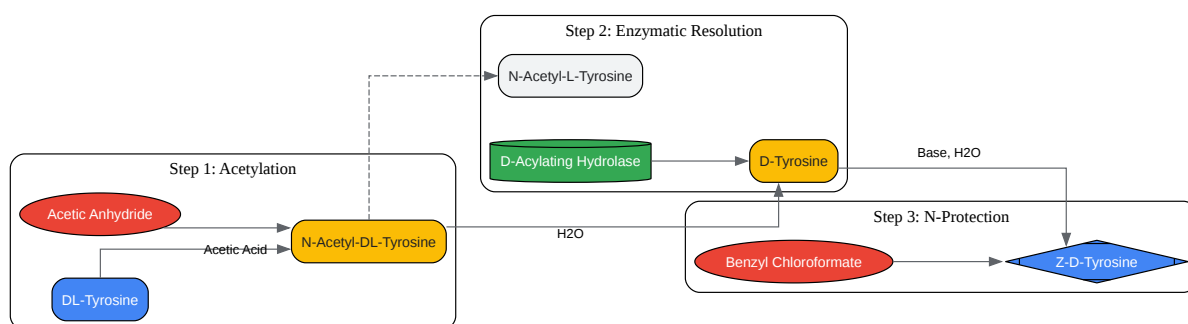 Step 1: Acetylation
Acetic Anhydride
Acetic Acid
DL-Tyrosine
N-Acetyl-DL-Tyrosine
H2O
Step 2: Enzymatic Resolution
N-Acetyl-L-Tyrosine
D-Acylating Hydrolase
D-Tyrosine
Base, H2O
Step 3: N-Protection
Benzyl Chloroformate
Z-D-Tyrosine